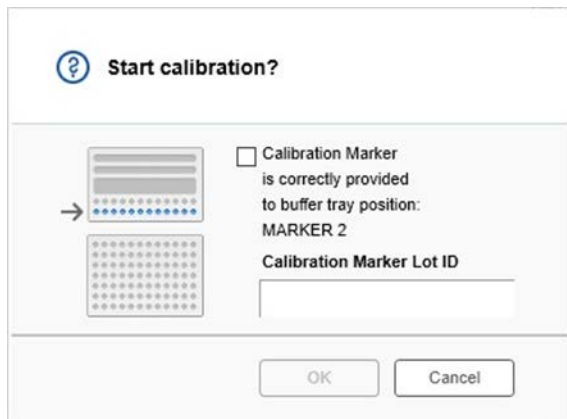 Start calibration?
Calibration Marker
is correctly provided
to buffer tray position:
MARKER 2
Calibration Marker Lot ID
OK
Cancel